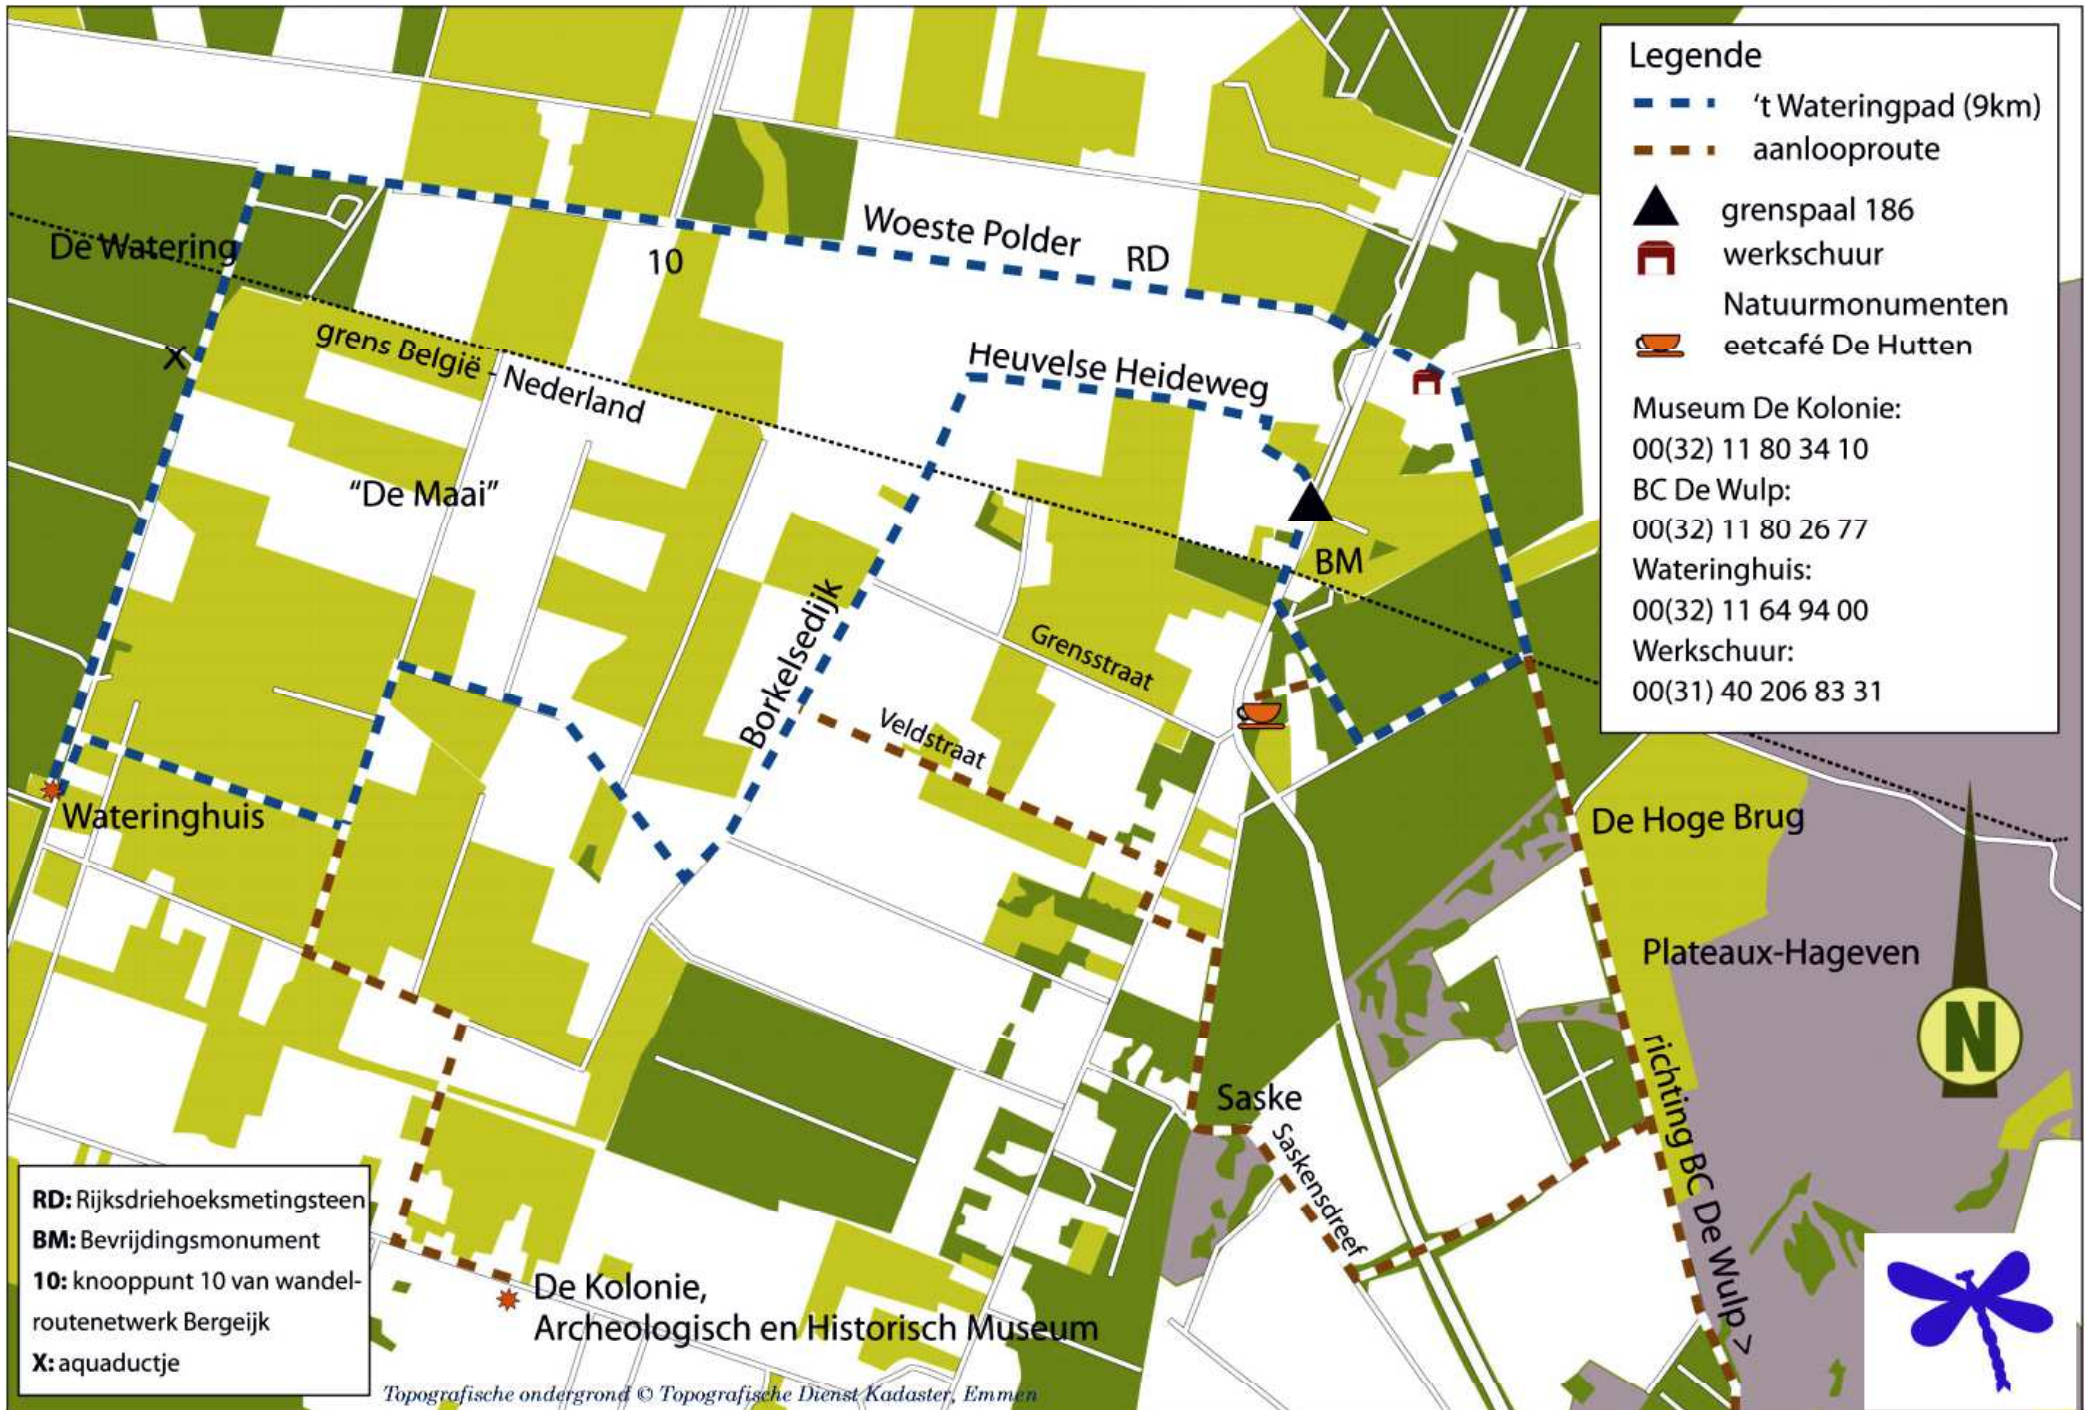 Legende
‘t Wateringpad (9km)
aanlooproute
grenspaal 186
werkschuur
Natuurmonumenten
eetcafé De Hutten
Museum De Kolonie:
00(32) 11 80 34 10
BC De Wulp:
00(32) 11 80 26 77
Wateringhuis:
00(32) 11 64 94 00
Werkschuur:
00(31) 40 206 83 31
De Watering
10
Woeste Polder
RD
grens België - Nederland
Heuvelse Heideweg
X
“De Maai”
BM
Borkelsedijk
Grensstraat
Veldstraat
Wateringhuis
De Hoge Brug
Plateaux-Hageven
N
richting BC De Wulp >
Saske
Saskensdreef
De Kolonie,
Archeologisch en Historisch Museum
RD: Rijksdriehoeksmetingsteen
BM: Bevrijdingsmonument
10: knooppunt 10 van wandel-
routenetwerk Bergeijk
X: aquaductje
Topografische ondergrond © Topografische Dienst Kadaster, Emmen